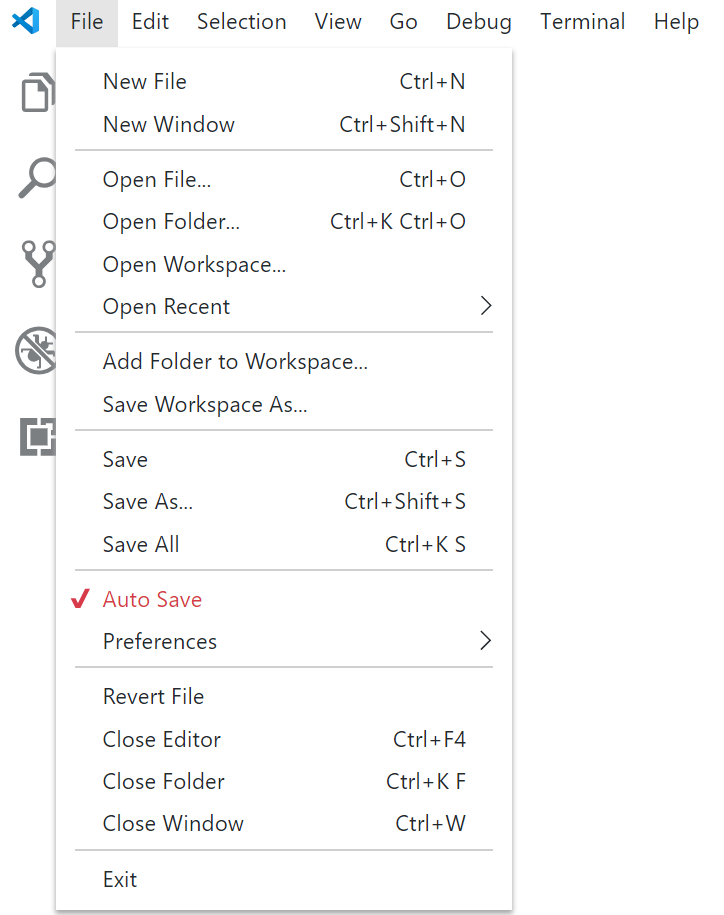 File Edit Selection View Go Debug Terminal Help
New File Ctrl+N
New Window Ctrl+Shift+N
Open File... Ctrl+O
Open Folder... Ctrl+K Ctrl+O
Open Workspace...
Open Recent
Add Folder to Workspace...
Save Workspace As...
Save Ctrl+S
Save As... Ctrl+Shift+S
Save All Ctrl+K S
Auto Save
Preferences
Revert File
Close Editor Ctrl+F4
Close Folder Ctrl+K F
Close Window Ctrl+W
Exit